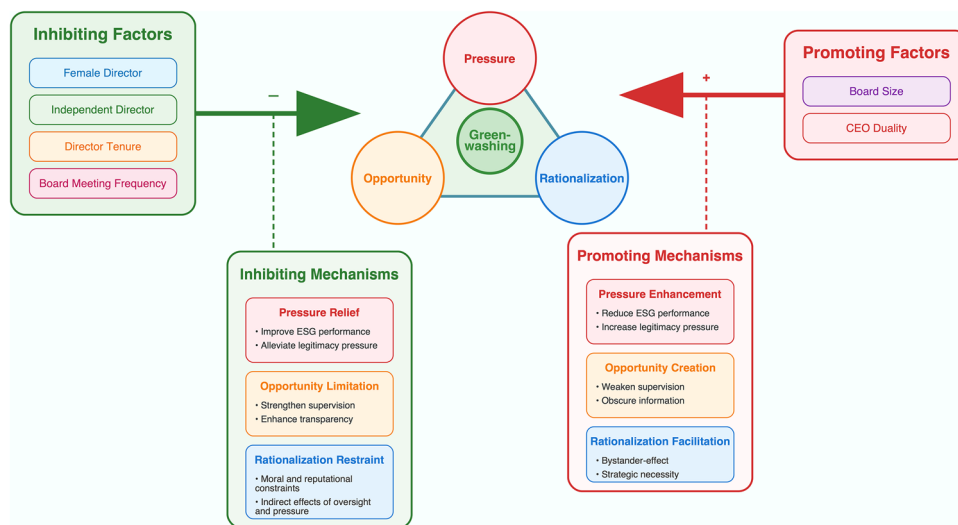 Inhibiting Factors
Female Director
Independent Director
Director Tenure
Board Meeting Frequency
−
Pressure
Green-
washing
Opportunity
Rationalization
+
Promoting Factors
Board Size
CEO Duality
Inhibiting Mechanisms
Pressure Relief
• Improve ESG performance
• Alleviate legitimacy pressure
Opportunity Limitation
• Strengthen supervision
• Enhance transparency
Rationalization Restraint
• Moral and reputational
constraints
• Indirect effects of oversight
and pressure
Promoting Mechanisms
Pressure Enhancement
• Reduce ESG performance
• Increase legitimacy pressure
Opportunity Creation
• Weaken supervision
• Obscure information
Rationalization Facilitation
• Bystander-effect
• Strategic necessity